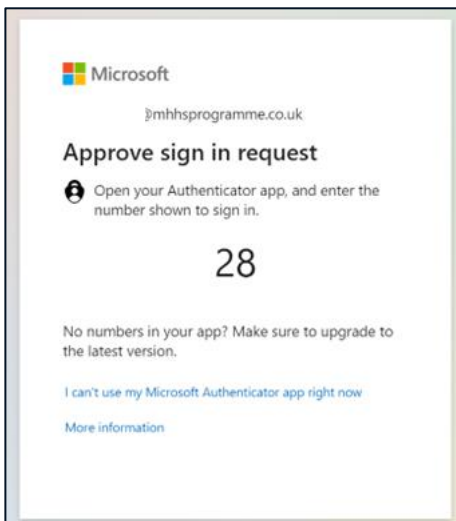 Microsoft
@mhhsprogramme.co.uk
Approve sign in request
Open your Authenticator app, and enter the
number shown to sign in.
28
No numbers in your app? Make sure to upgrade to
the latest version.
I can't use my Microsoft Authenticator app right now
More information